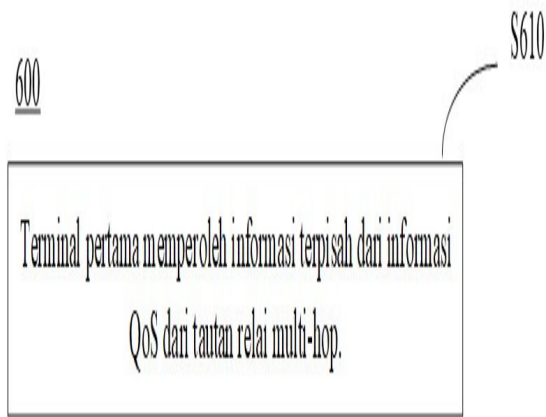 S610
600
Terminal pertama memperoleh informasi terpisah dari informasi
QoS dari tautan relai multi-hop.